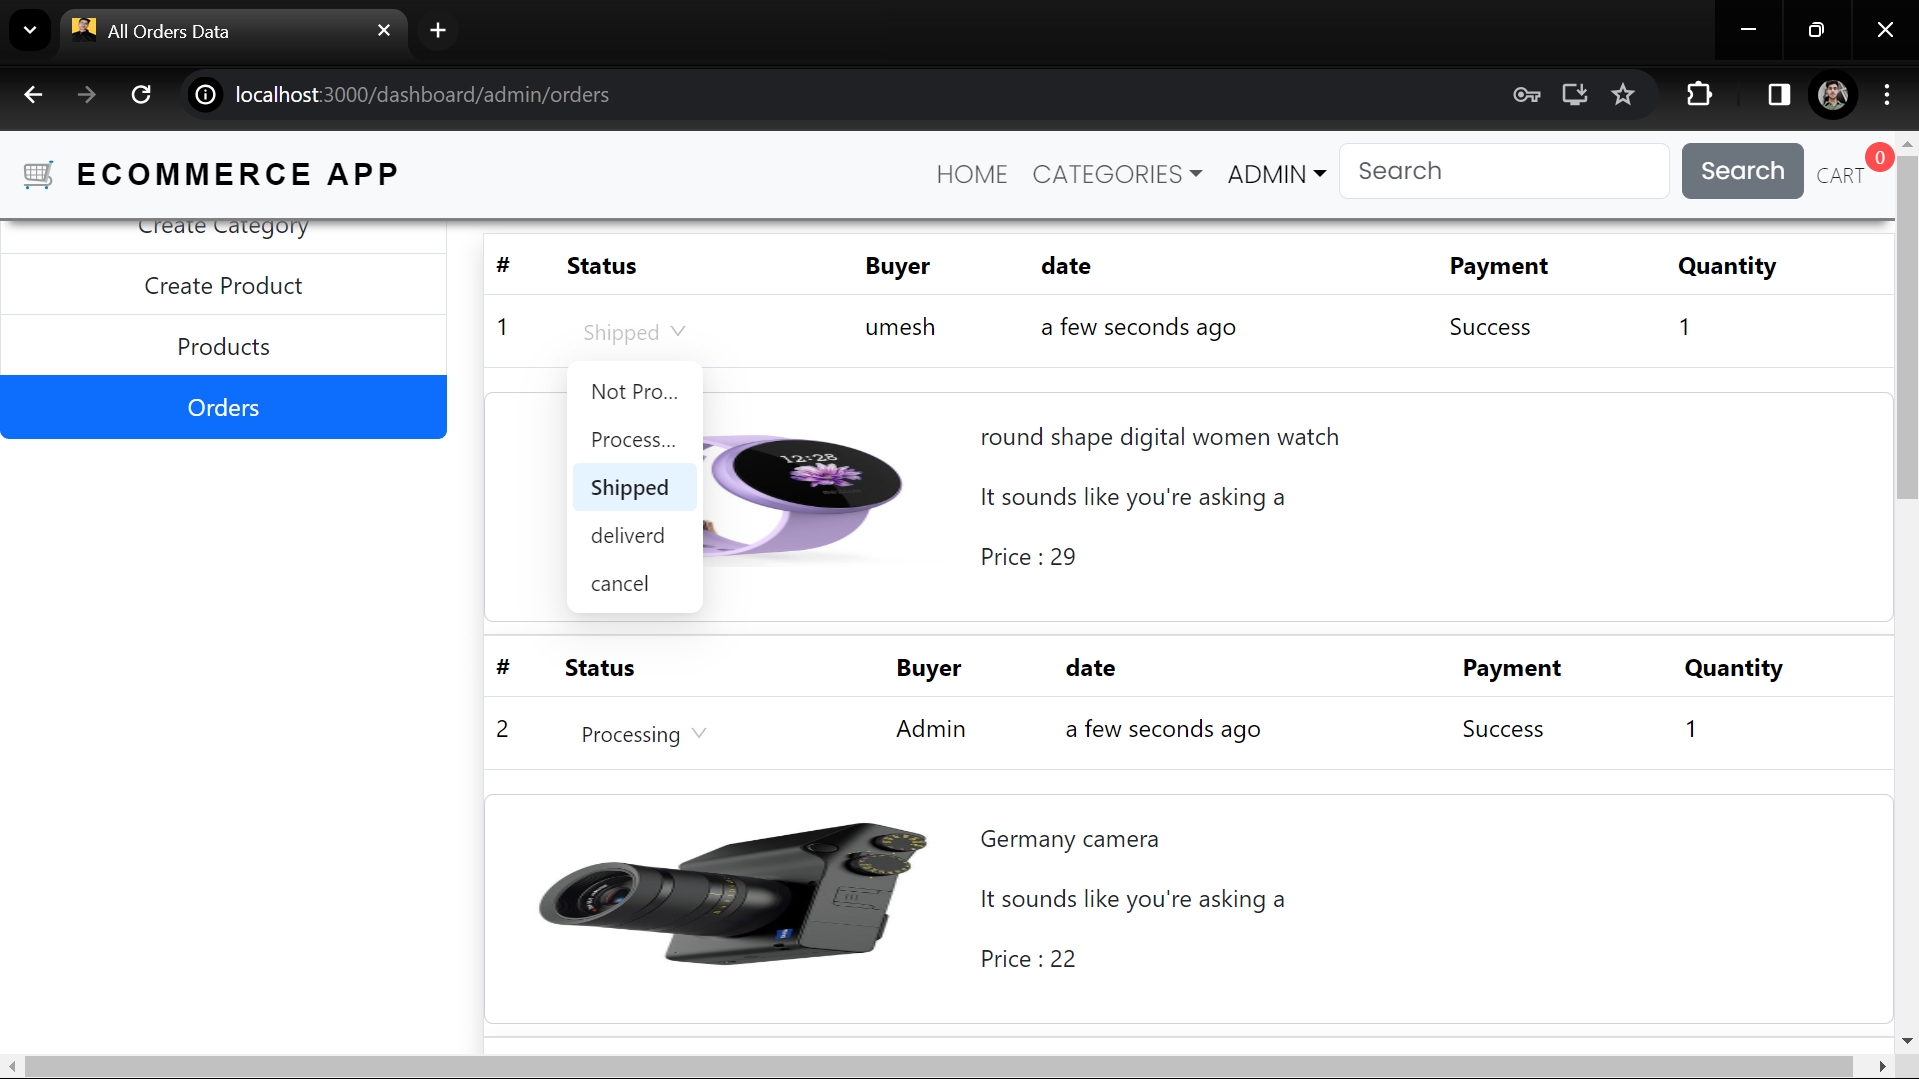 All Orders Data
localhost:3000/dashboard/admin/orders
ECOMMERCE APP
HOME CATEGORIES ADMIN Search Search CART 0
Create Category
Create Product
Products
Orders
# Status Buyer date Payment Quantity
1 Shipped umesh a few seconds ago Success 1
Not Pro...
Process...
Shipped
deliverd
cancel
12:28
round shape digital women watch
It sounds like you're asking a
Price : 29
# Status Buyer date Payment Quantity
2 Processing Admin a few seconds ago Success 1
Germany camera
It sounds like you're asking a
Price : 22